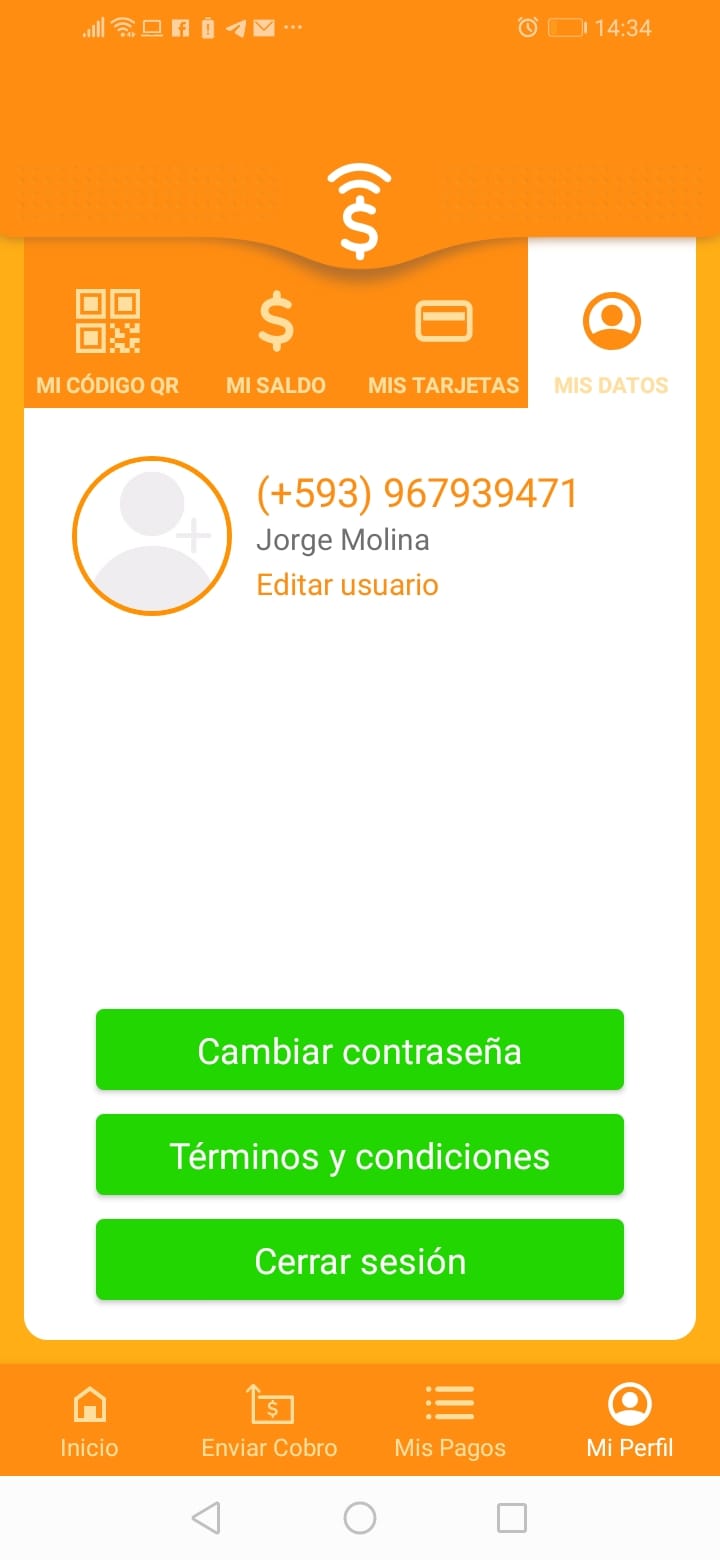 14:34
MI CÓDIGO QR
MI SALDO
MIS TARJETAS
MIS DATOS
(+593) 967939471
Jorge Molina
Editar usuario
Cambiar contraseña
Términos y condiciones
Cerrar sesión
Inicio
Enviar Cobro
Mis Pagos
Mi Perfil